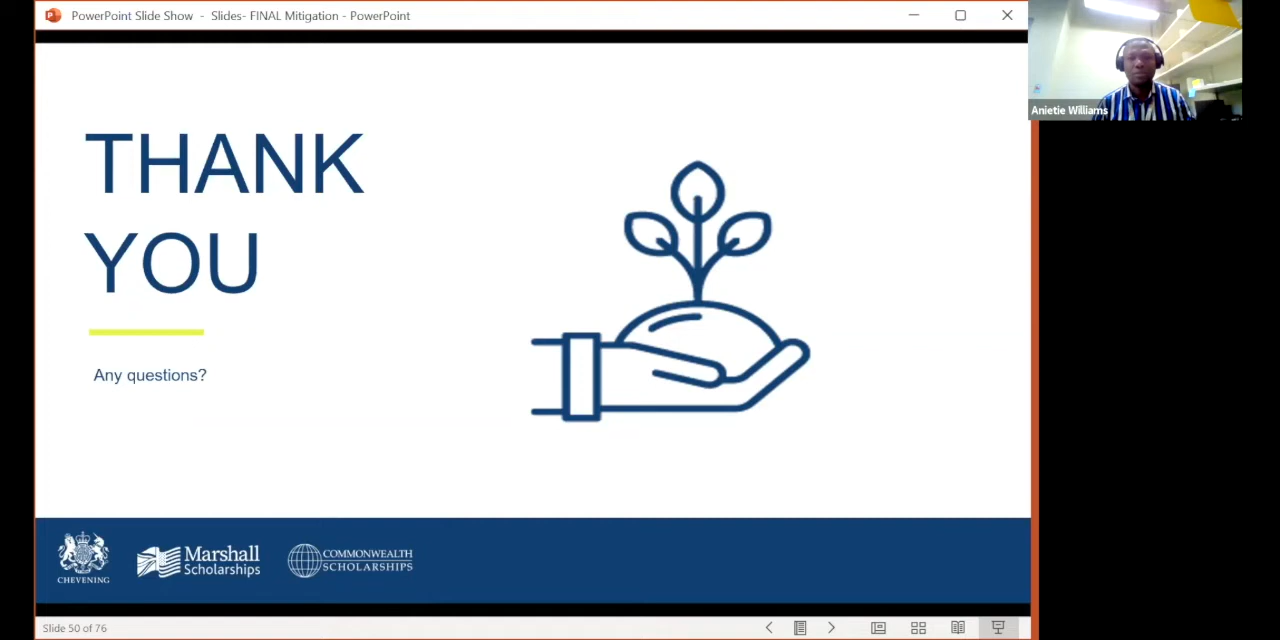 PowerPoint Slide Show - Slides- FINAL Mitigation - PowerPoint
Anietie Williams
THANK
YOU
Any questions?
CHEVENING
Marshall
Scholarships
COMMONWEALTH
SCHOLARSHIPS
Slide 50 of 76